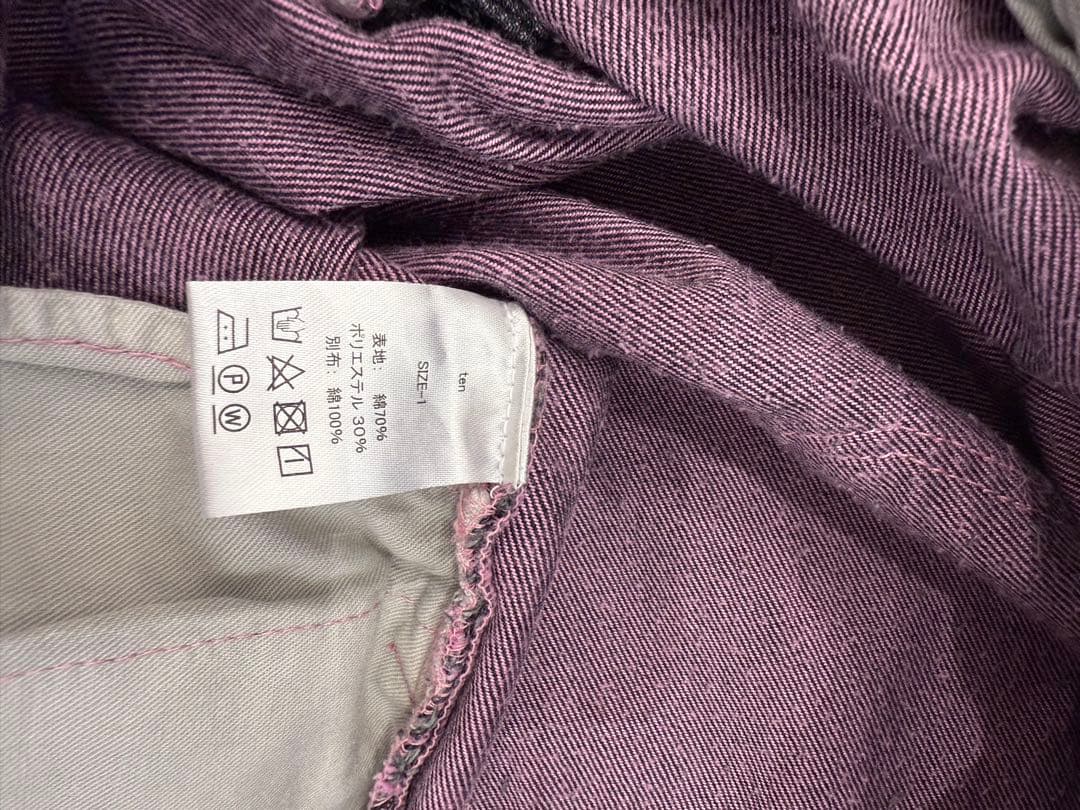 ten
SIZE-1
表地: 綿70%
ポリエステル 30%
別布: 綿100%
P
W